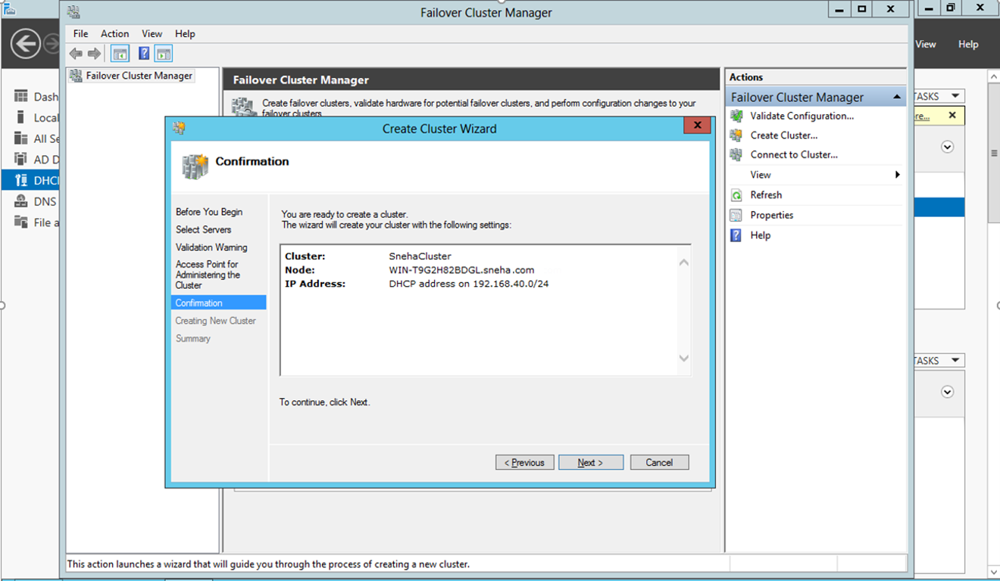 Failover Cluster Manager
File Action View Help
View Help
Failover Cluster Manager
Failover Cluster Manager
Create failover clusters, validate hardware for potential failover clusters, and perform configuration changes to your
failover clusters.
Actions
Failover Cluster Manager
Validate Configuration...
Create Cluster...
Connect to Cluster...
View
Refresh
Properties
Help
Dash
Local
All Se
AD D
DHCI
DNS
File a
TASKS
re...
TASKS
Create Cluster Wizard
Confirmation
Before You Begin
Select Servers
Validation Warning
Access Point for
Administering the
Cluster
Confirmation
Creating New Cluster
Summary
You are ready to create a cluster.
The wizard will create your cluster with the following settings:
Cluster: SnehaCluster
Node: WIN-T9G2H82BDGL.sneha.com
IP Address: DHCP address on 192.168.40.0/24
To continue, click Next.
< Previous Next > Cancel
This action launches a wizard that will guide you through the process of creating a new cluster.